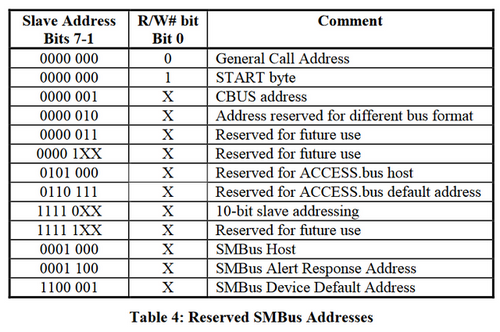 Slave Address R/W# bit Comment
Bits 7-1 Bit 0
0000 000 0 General Call Address
0000 000 1 START byte
0000 001 X CBUS address
0000 010 X Address reserved for different bus format
0000 011 X Reserved for future use
0000 1XX X Reserved for future use
0101 000 X Reserved for ACCESS.bus host
0110 111 X Reserved for ACCESS.bus default address
1111 0XX X 10-bit slave addressing
1111 1XX X Reserved for future use
0001 000 X SMBus Host
0001 100 X SMBus Alert Response Address
1100 001 X SMBus Device Default Address
Table 4: Reserved SMBus Addresses